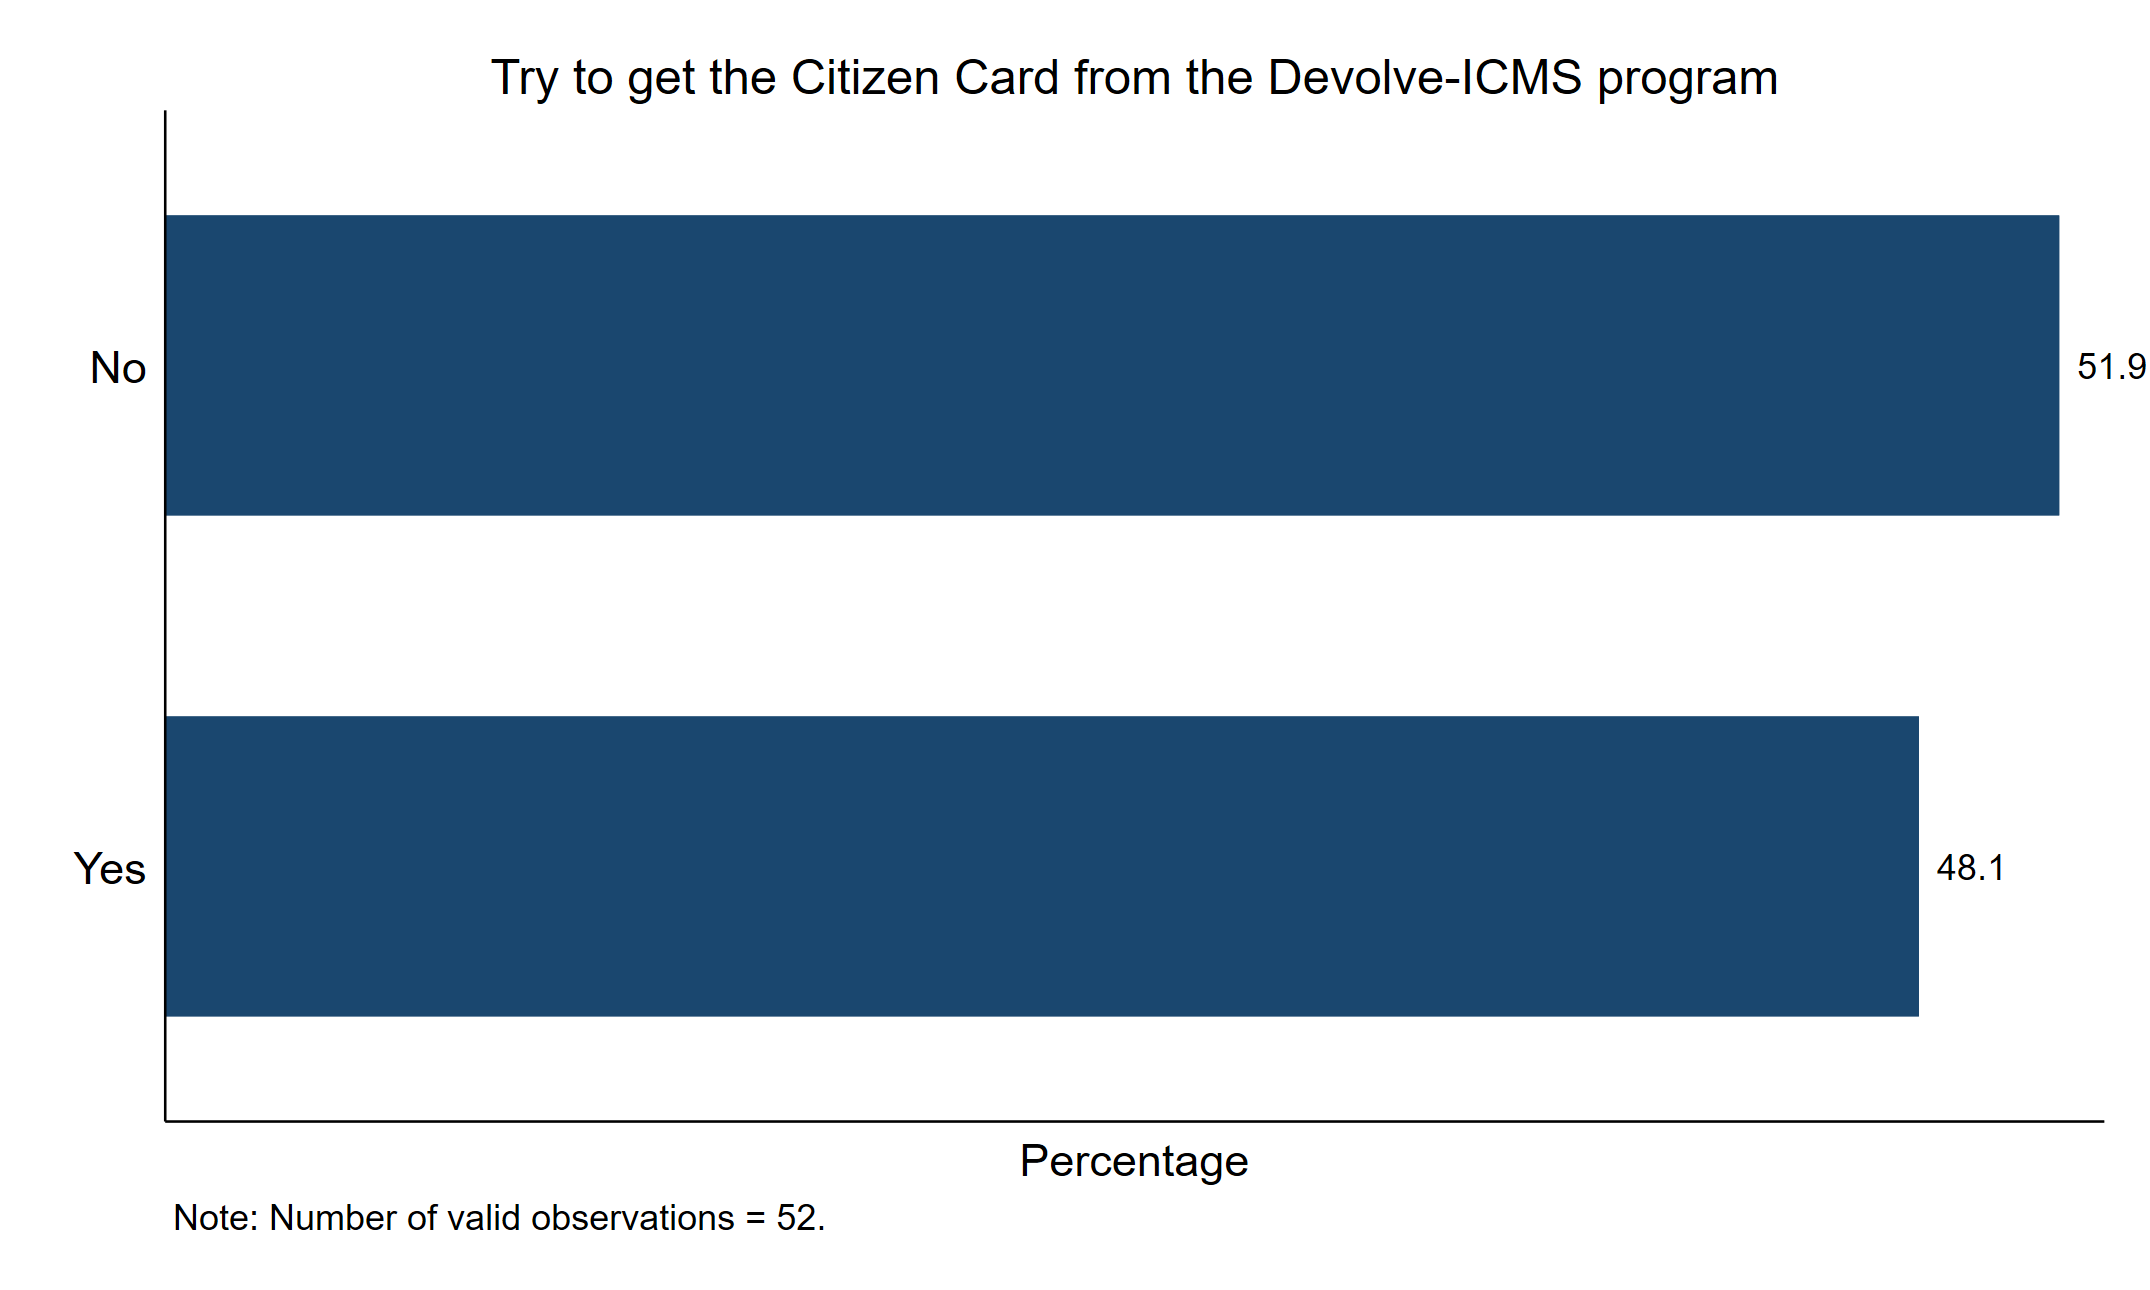 Try to get the Citizen Card from the Devolve-ICMS program
No
51.9
Yes
48.1
Percentage
Note: Number of valid observations = 52.